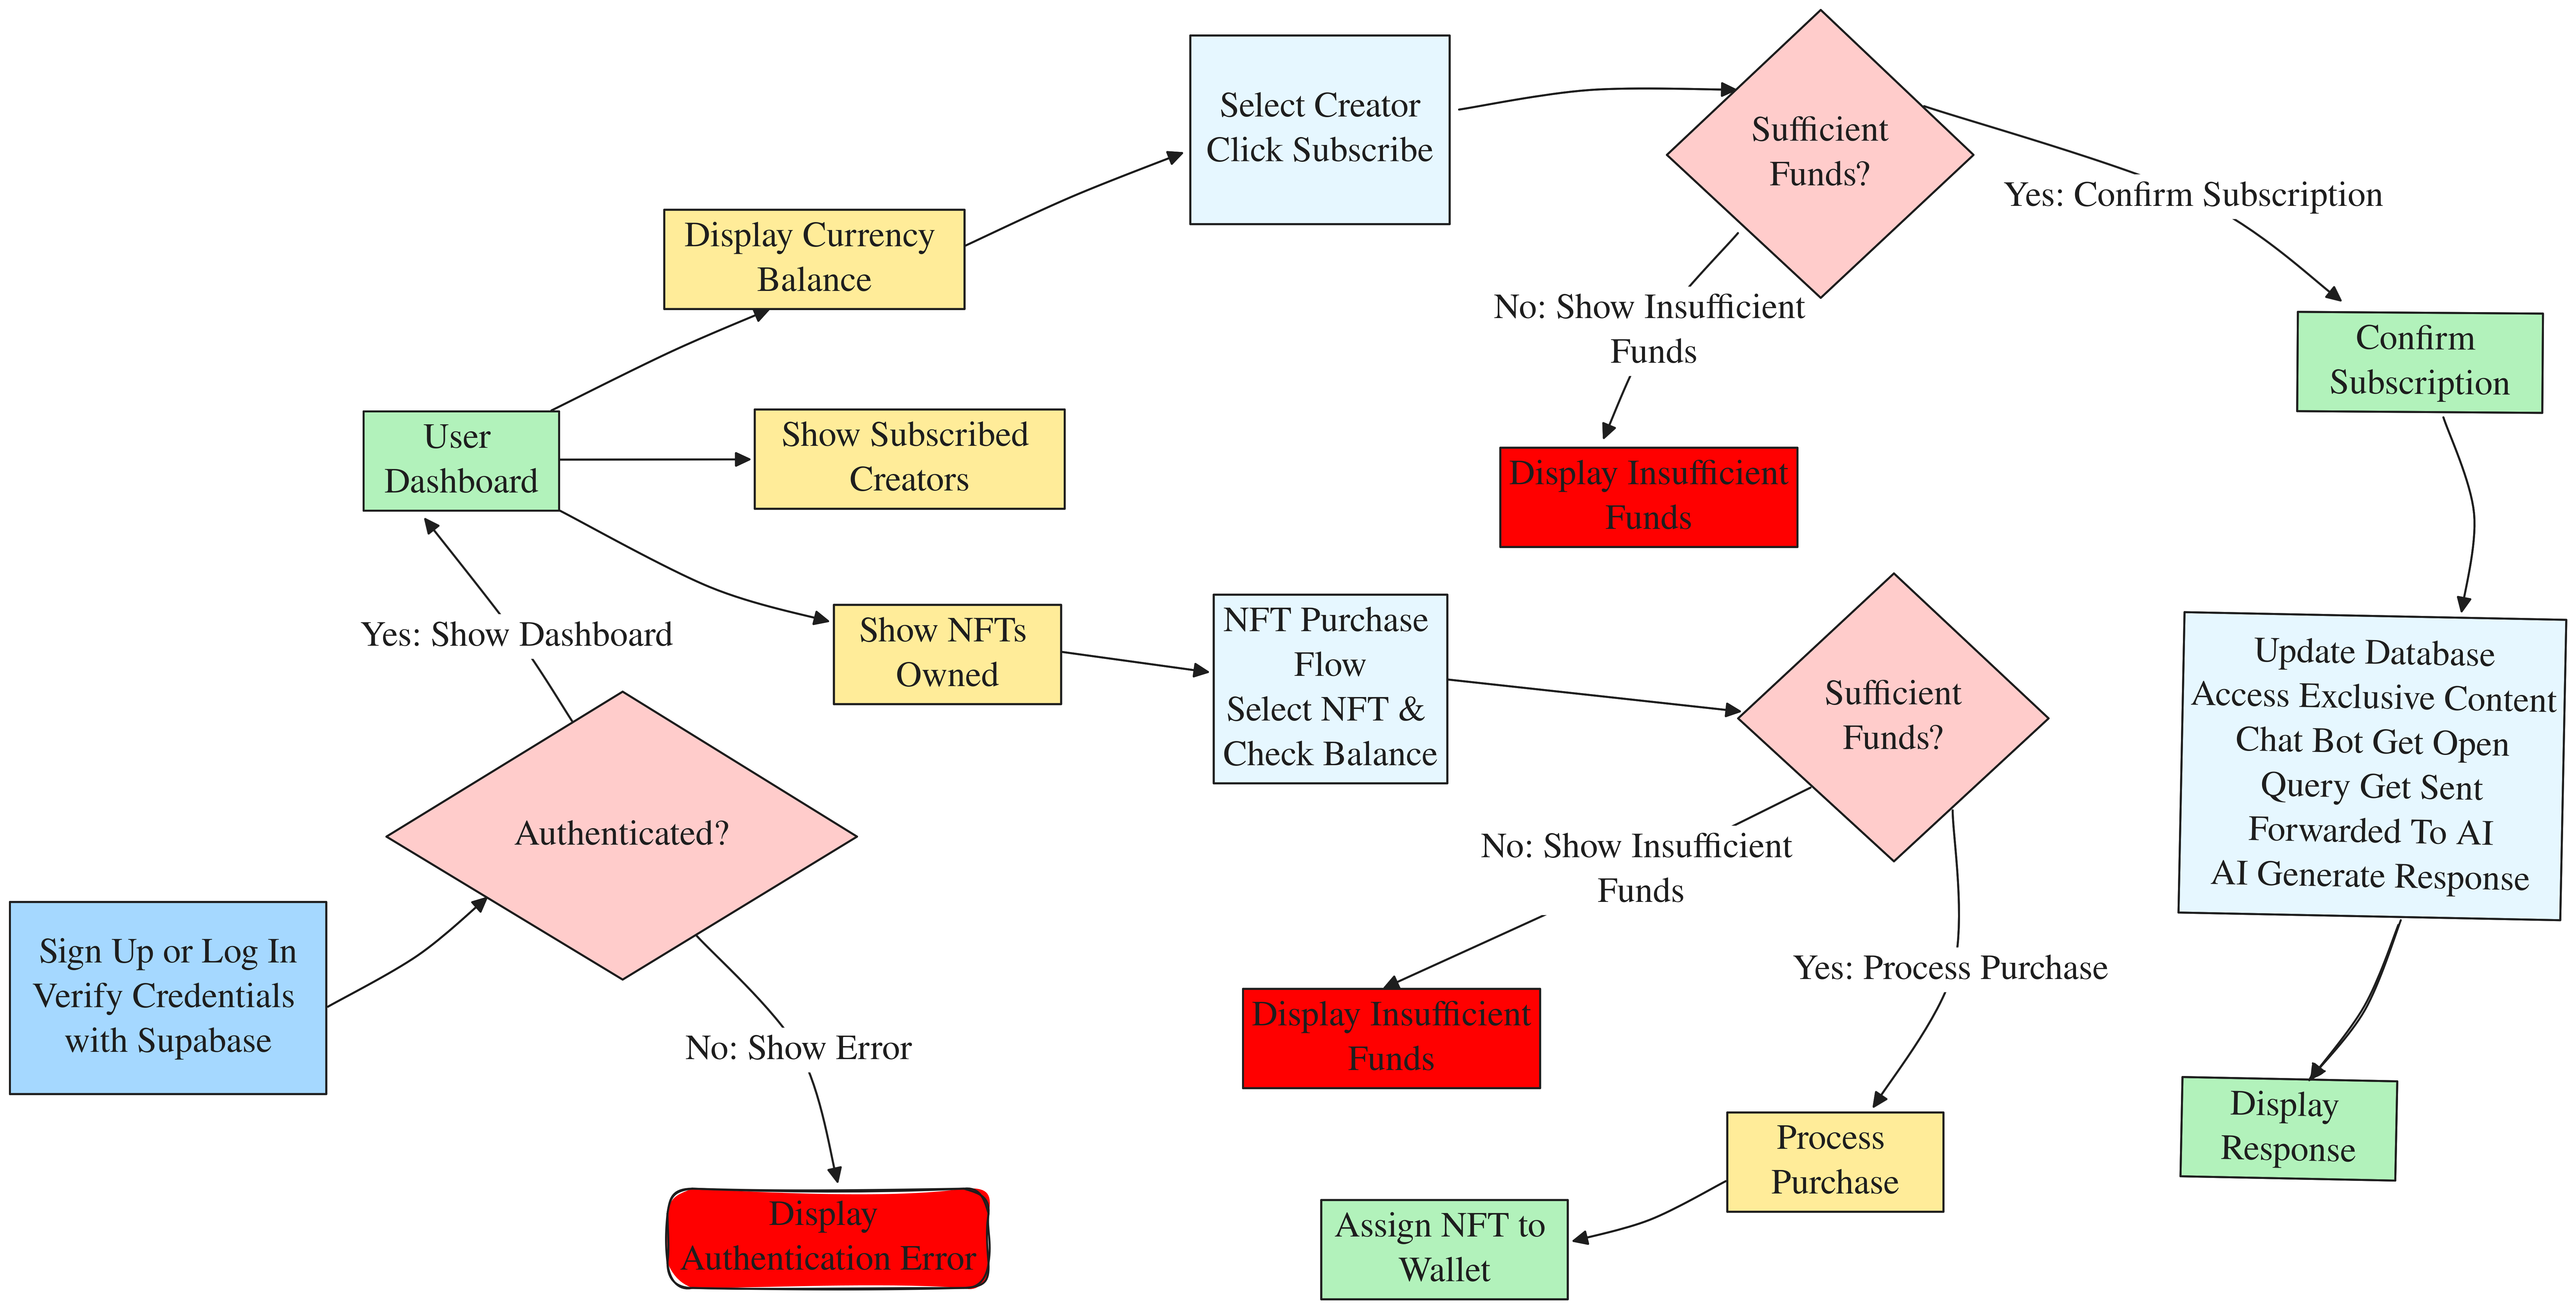 Select Creator
Click Subscribe
Sufficient
Funds?
Yes: Confirm Subscription
Display Currency
Balance
No: Show Insufficient
Funds
Confirm
Subscription
User
Dashboard
Show Subscribed
Creators
Display Insufficient
Funds
Yes: Show Dashboard
Show NFTs
Owned
NFT Purchase
Flow
Select NFT &
Check Balance
Sufficient
Funds?
Update Database
Access Exclusive Content
Chat Bot Get Open
Query Get Sent
Forwarded To AI
AI Generate Response
Authenticated?
No: Show Insufficient
Funds
Sign Up or Log In
Verify Credentials
with Supabase
Yes: Process Purchase
No: Show Error
Display Insufficient
Funds
Display
Response
Process
Purchase
Display
Authentication Error
Assign NFT to
Wallet